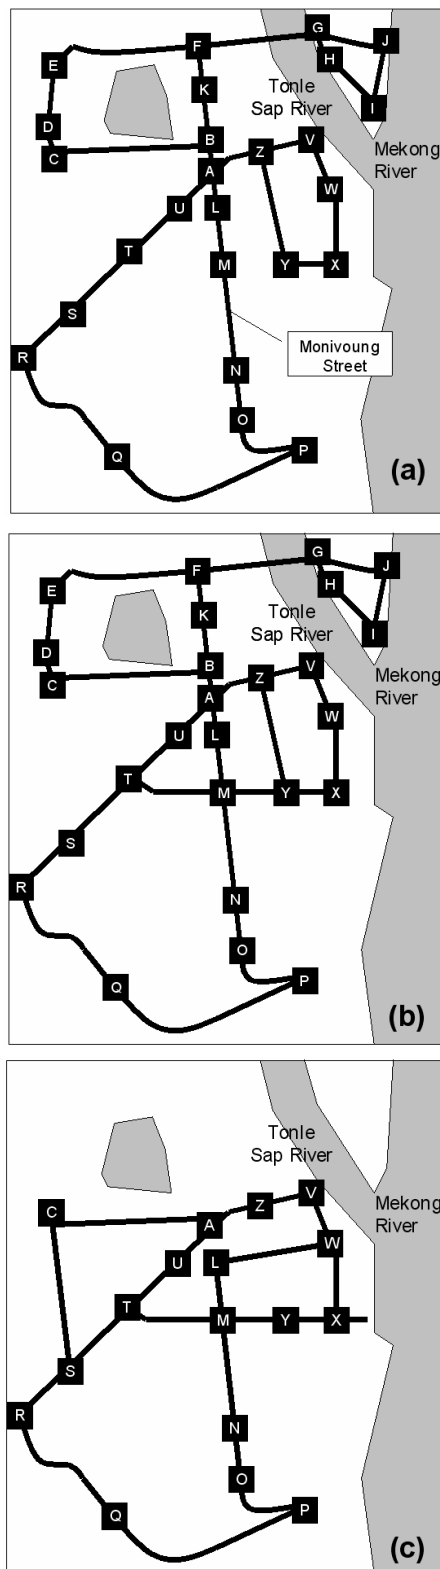 G
J
F
H
E
Tonle
K
Sap River
I
D
B
V
Mekong
C
Z
River
A
W
U
L
T
M
Y
X
S
Monivoung
Street
R
N
O
P
Q
(a)
G
J
F
H
E
Tonle
K
Sap River
I
D
B
V
Mekong
C
Z
River
A
W
U
L
T
M
Y
X
S
R
N
O
P
Q
(b)
Tonle
Sap River
V
Mekong
C
Z
River
A
W
U
L
T
M
Y
X
S
R
N
O
P
Q
(c)